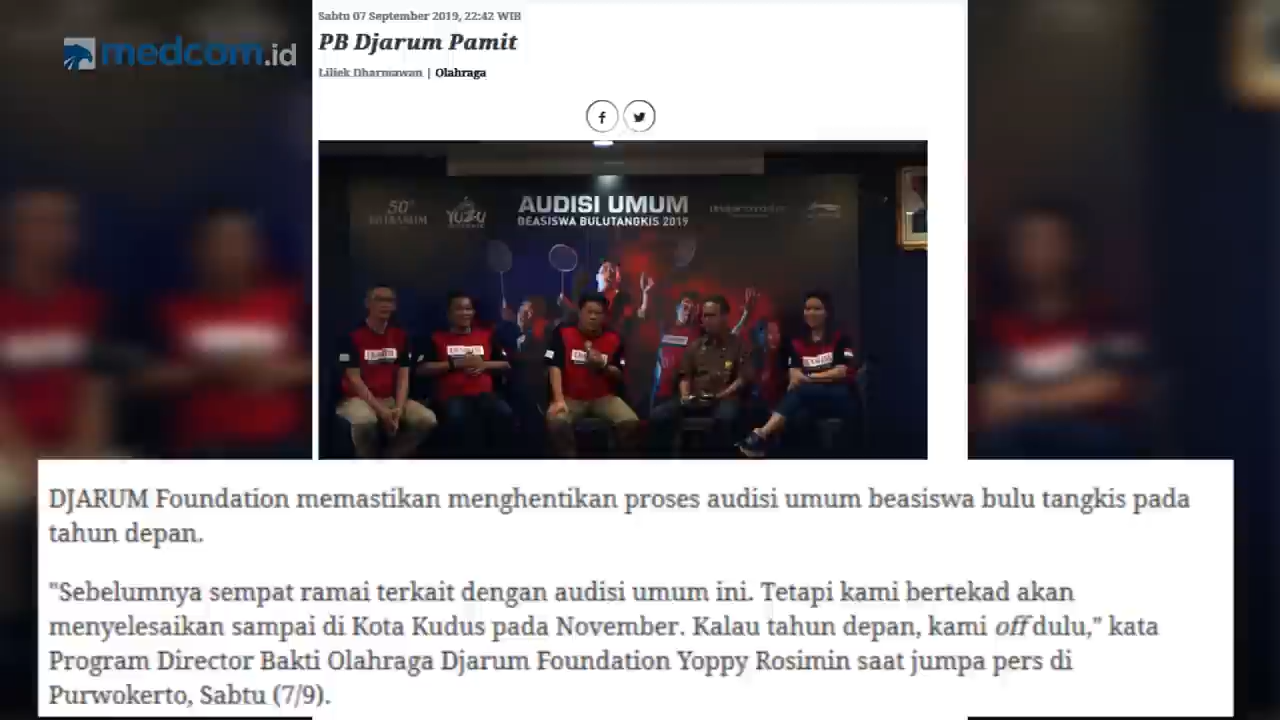 Sabtu 07 September 2019, 22:42 WIB
medcom.id
PB Djarum Pamit
Liliek Dharmawan | Olahraga
AUDISI UMUM
BEASISWA BULUTANGKIS 2019
DJARUM Foundation memastikan menghentikan proses audisi umum beasiswa bulu tangkis pada
tahun depan.
"Sebelumnya sempat ramai terkait dengan audisi umum ini. Tetapi kami bertekad akan
menyelesaikan sampai di Kota Kudus pada November. Kalau tahun depan, kami off dulu," kata
Program Director Bakti Olahraga Djarum Foundation Yoppy Rosimin saat jumpa pers di
Purwokerto, Sabtu (7/9).